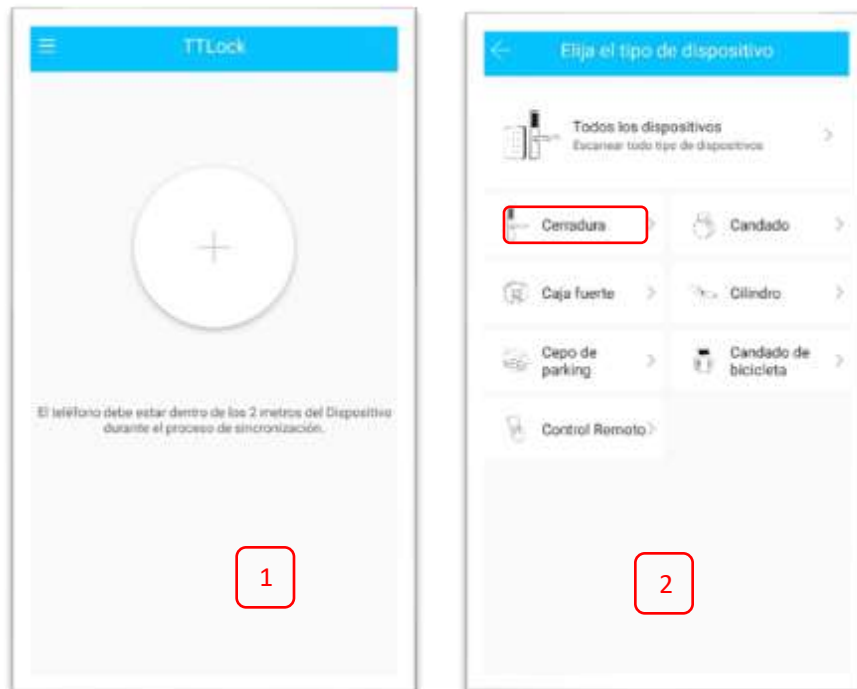 TTLock
El teléfono debe estar dentro de los 2 metros del Dispositivo
durante el proceso de sincronización.
1
Elija el tipo de dispositivo
Todos los dispositivos
Escanear todo tipo de dispositivos
Cerradura
Candado
Caja fuerte
Cilindro
Cepo de
parking
Candado de
bicicleta
Control Remoto
2